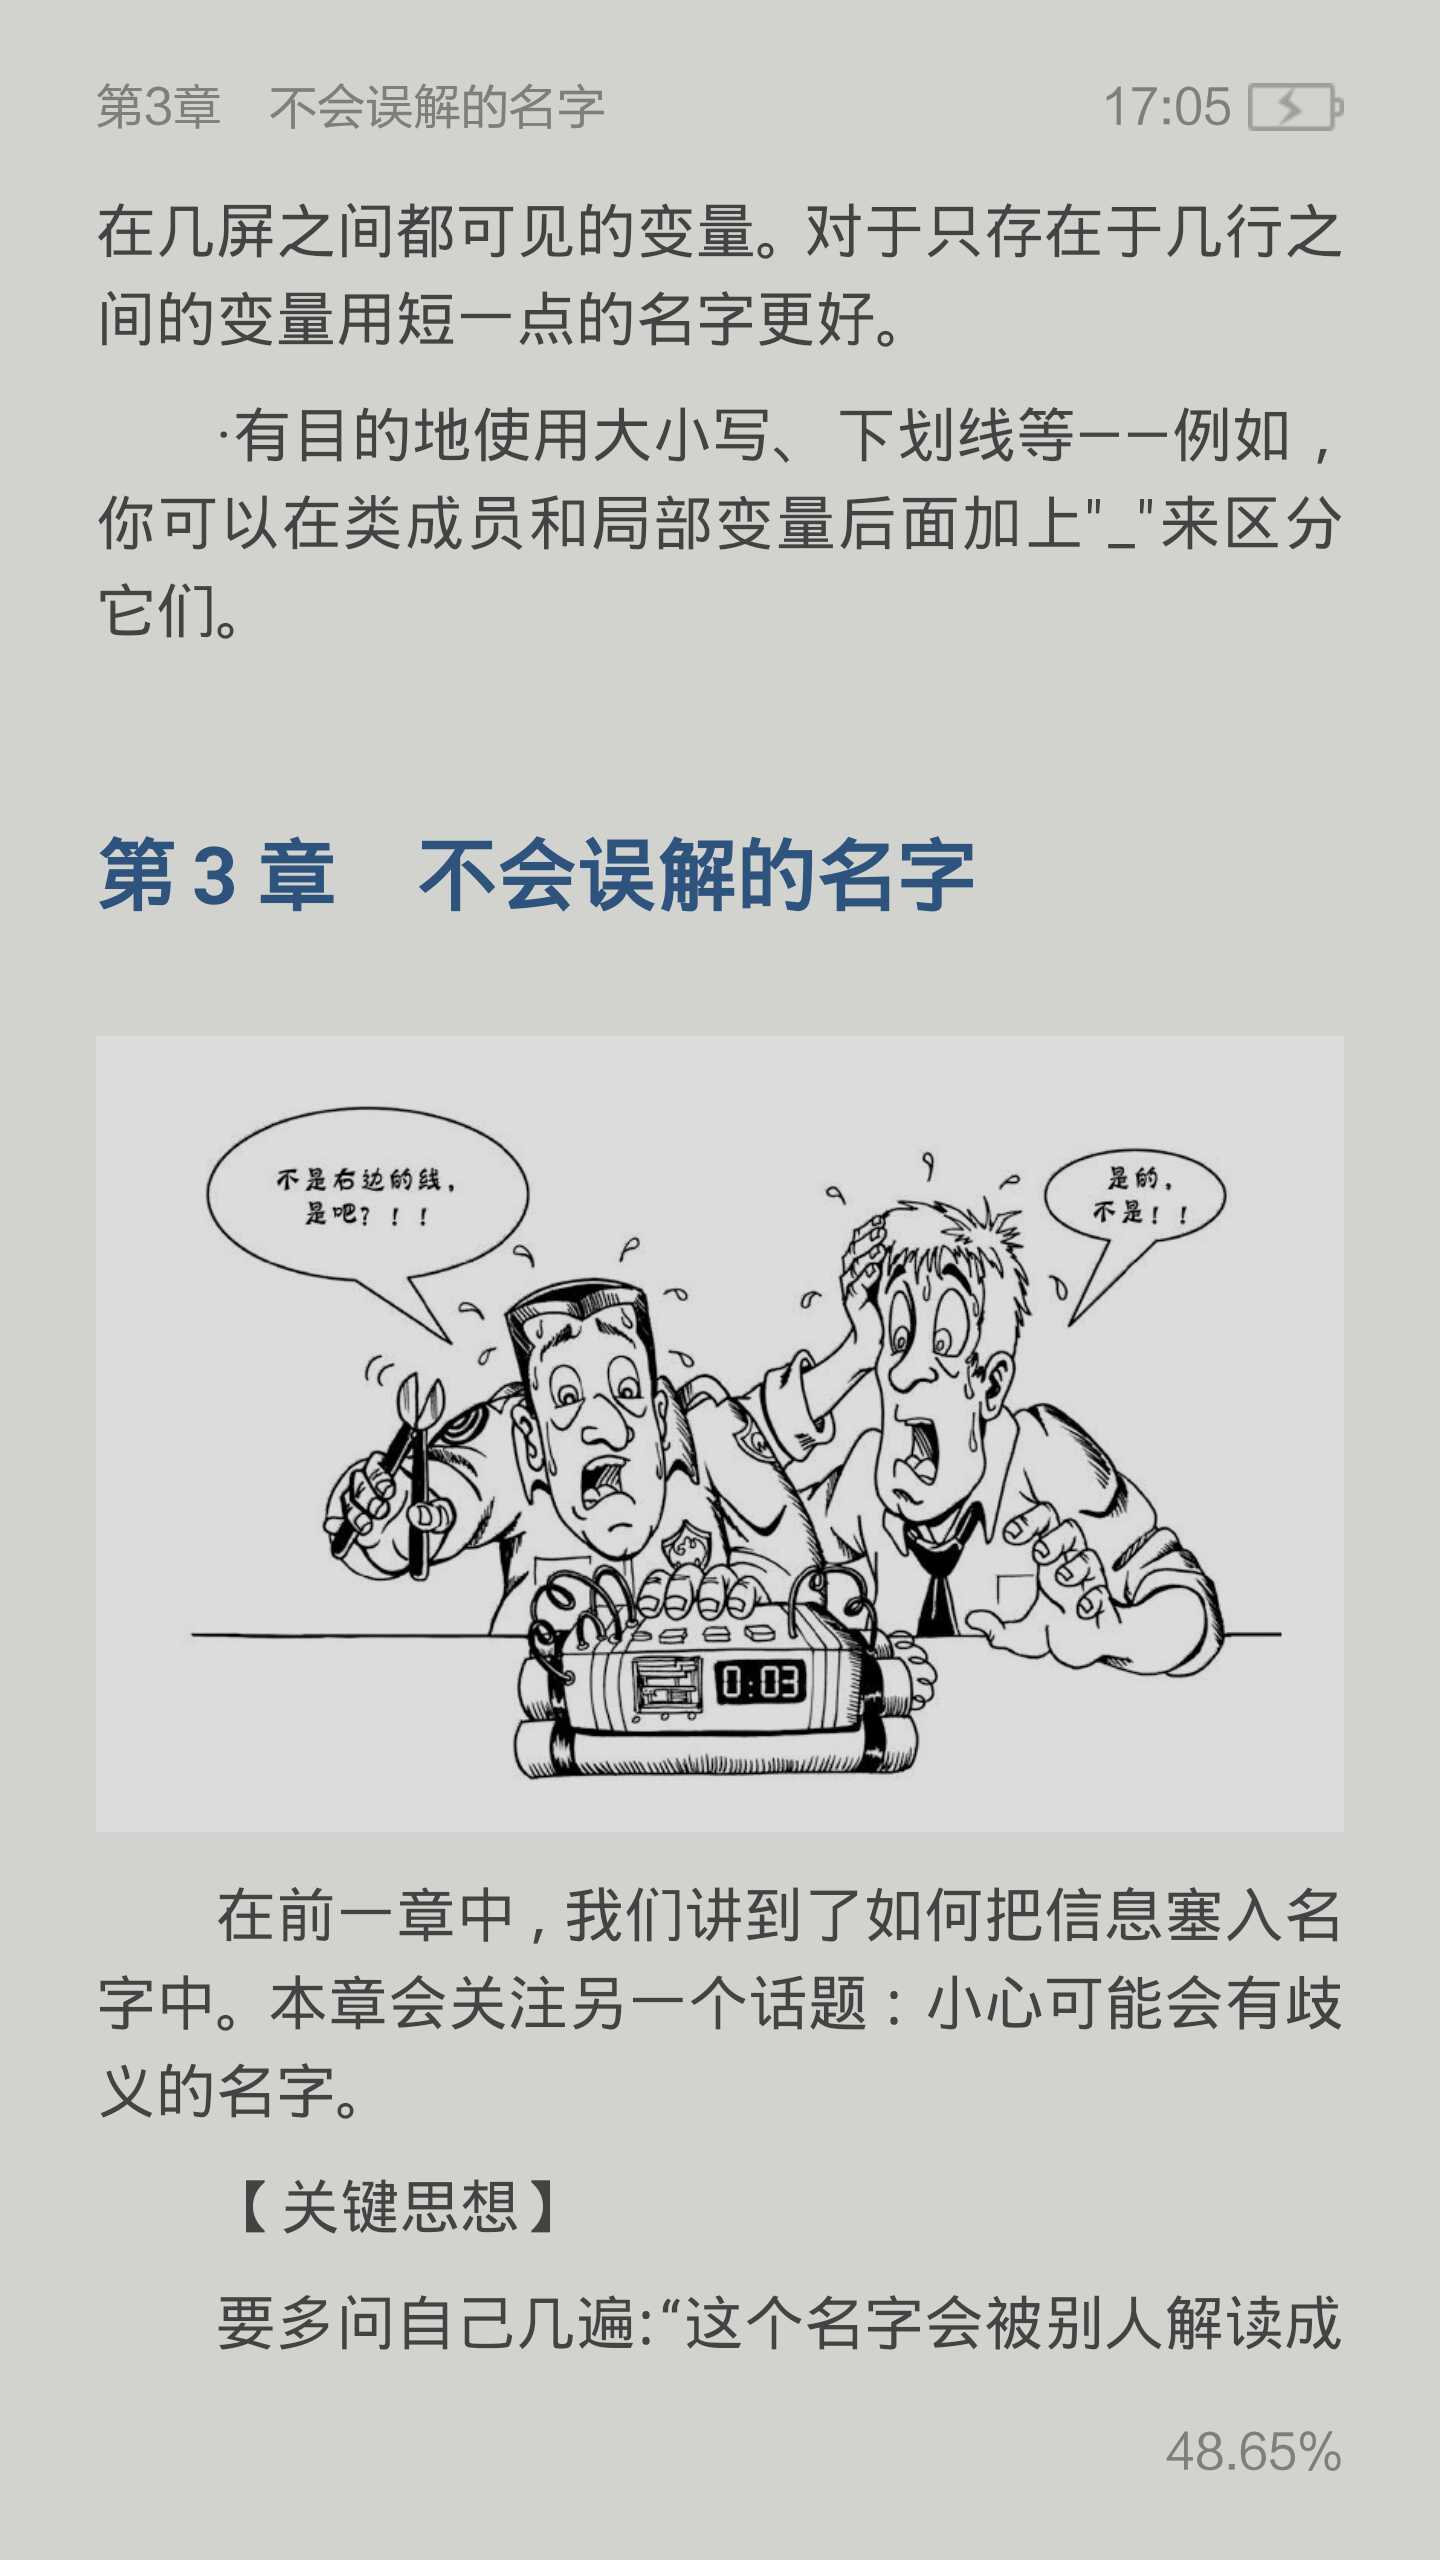 第3章　不会误解的名字
17:05
在几屏之间都可见的变量。对于只存在于几行之
间的变量用短一点的名字更好。
·有目的地使用大小写、下划线等——例如，
你可以在类成员和局部变量后面加上"_"来区分
它们。
第3章　不会误解的名字
不是右边的线，
是吧？！！
是的，
不是！！
0:03
在前一章中，我们讲到了如何把信息塞入名
字中。本章会关注另一个话题：小心可能会有歧
义的名字。
【关键思想】
要多问自己几遍：“这个名字会被别人解读成
48.65%